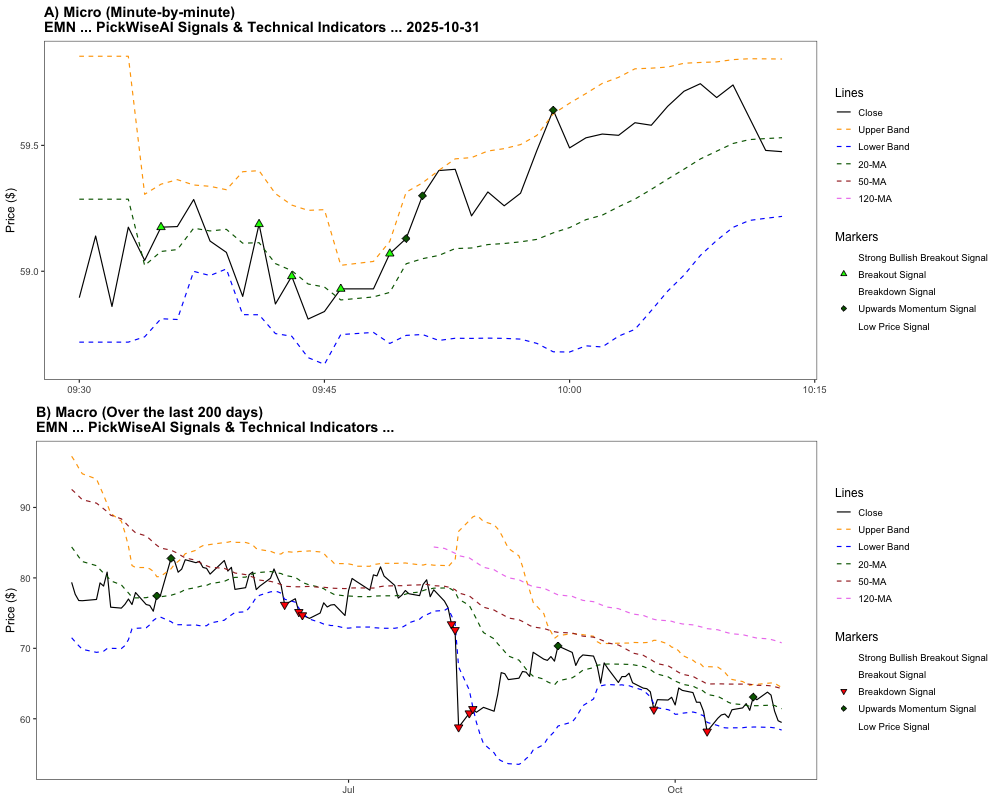 A) Micro (Minute-by-minute)
EMN ... PickWiseAI Signals & Technical Indicators ... 2025-10-31
Price ($)
59.5
59.0
09:30
09:45
10:00
10:15
Lines
Close
Upper Band
Lower Band
20-MA
50-MA
120-MA
Markers
Strong Bullish Breakout Signal
Breakout Signal
Breakdown Signal
Upwards Momentum Signal
Low Price Signal
B) Macro (Over the last 200 days)
EMN ... PickWiseAI Signals & Technical Indicators ...
Price ($)
90
80
70
60
Jul
Oct
Lines
Close
Upper Band
Lower Band
20-MA
50-MA
120-MA
Markers
Strong Bullish Breakout Signal
Breakout Signal
Breakdown Signal
Upwards Momentum Signal
Low Price Signal